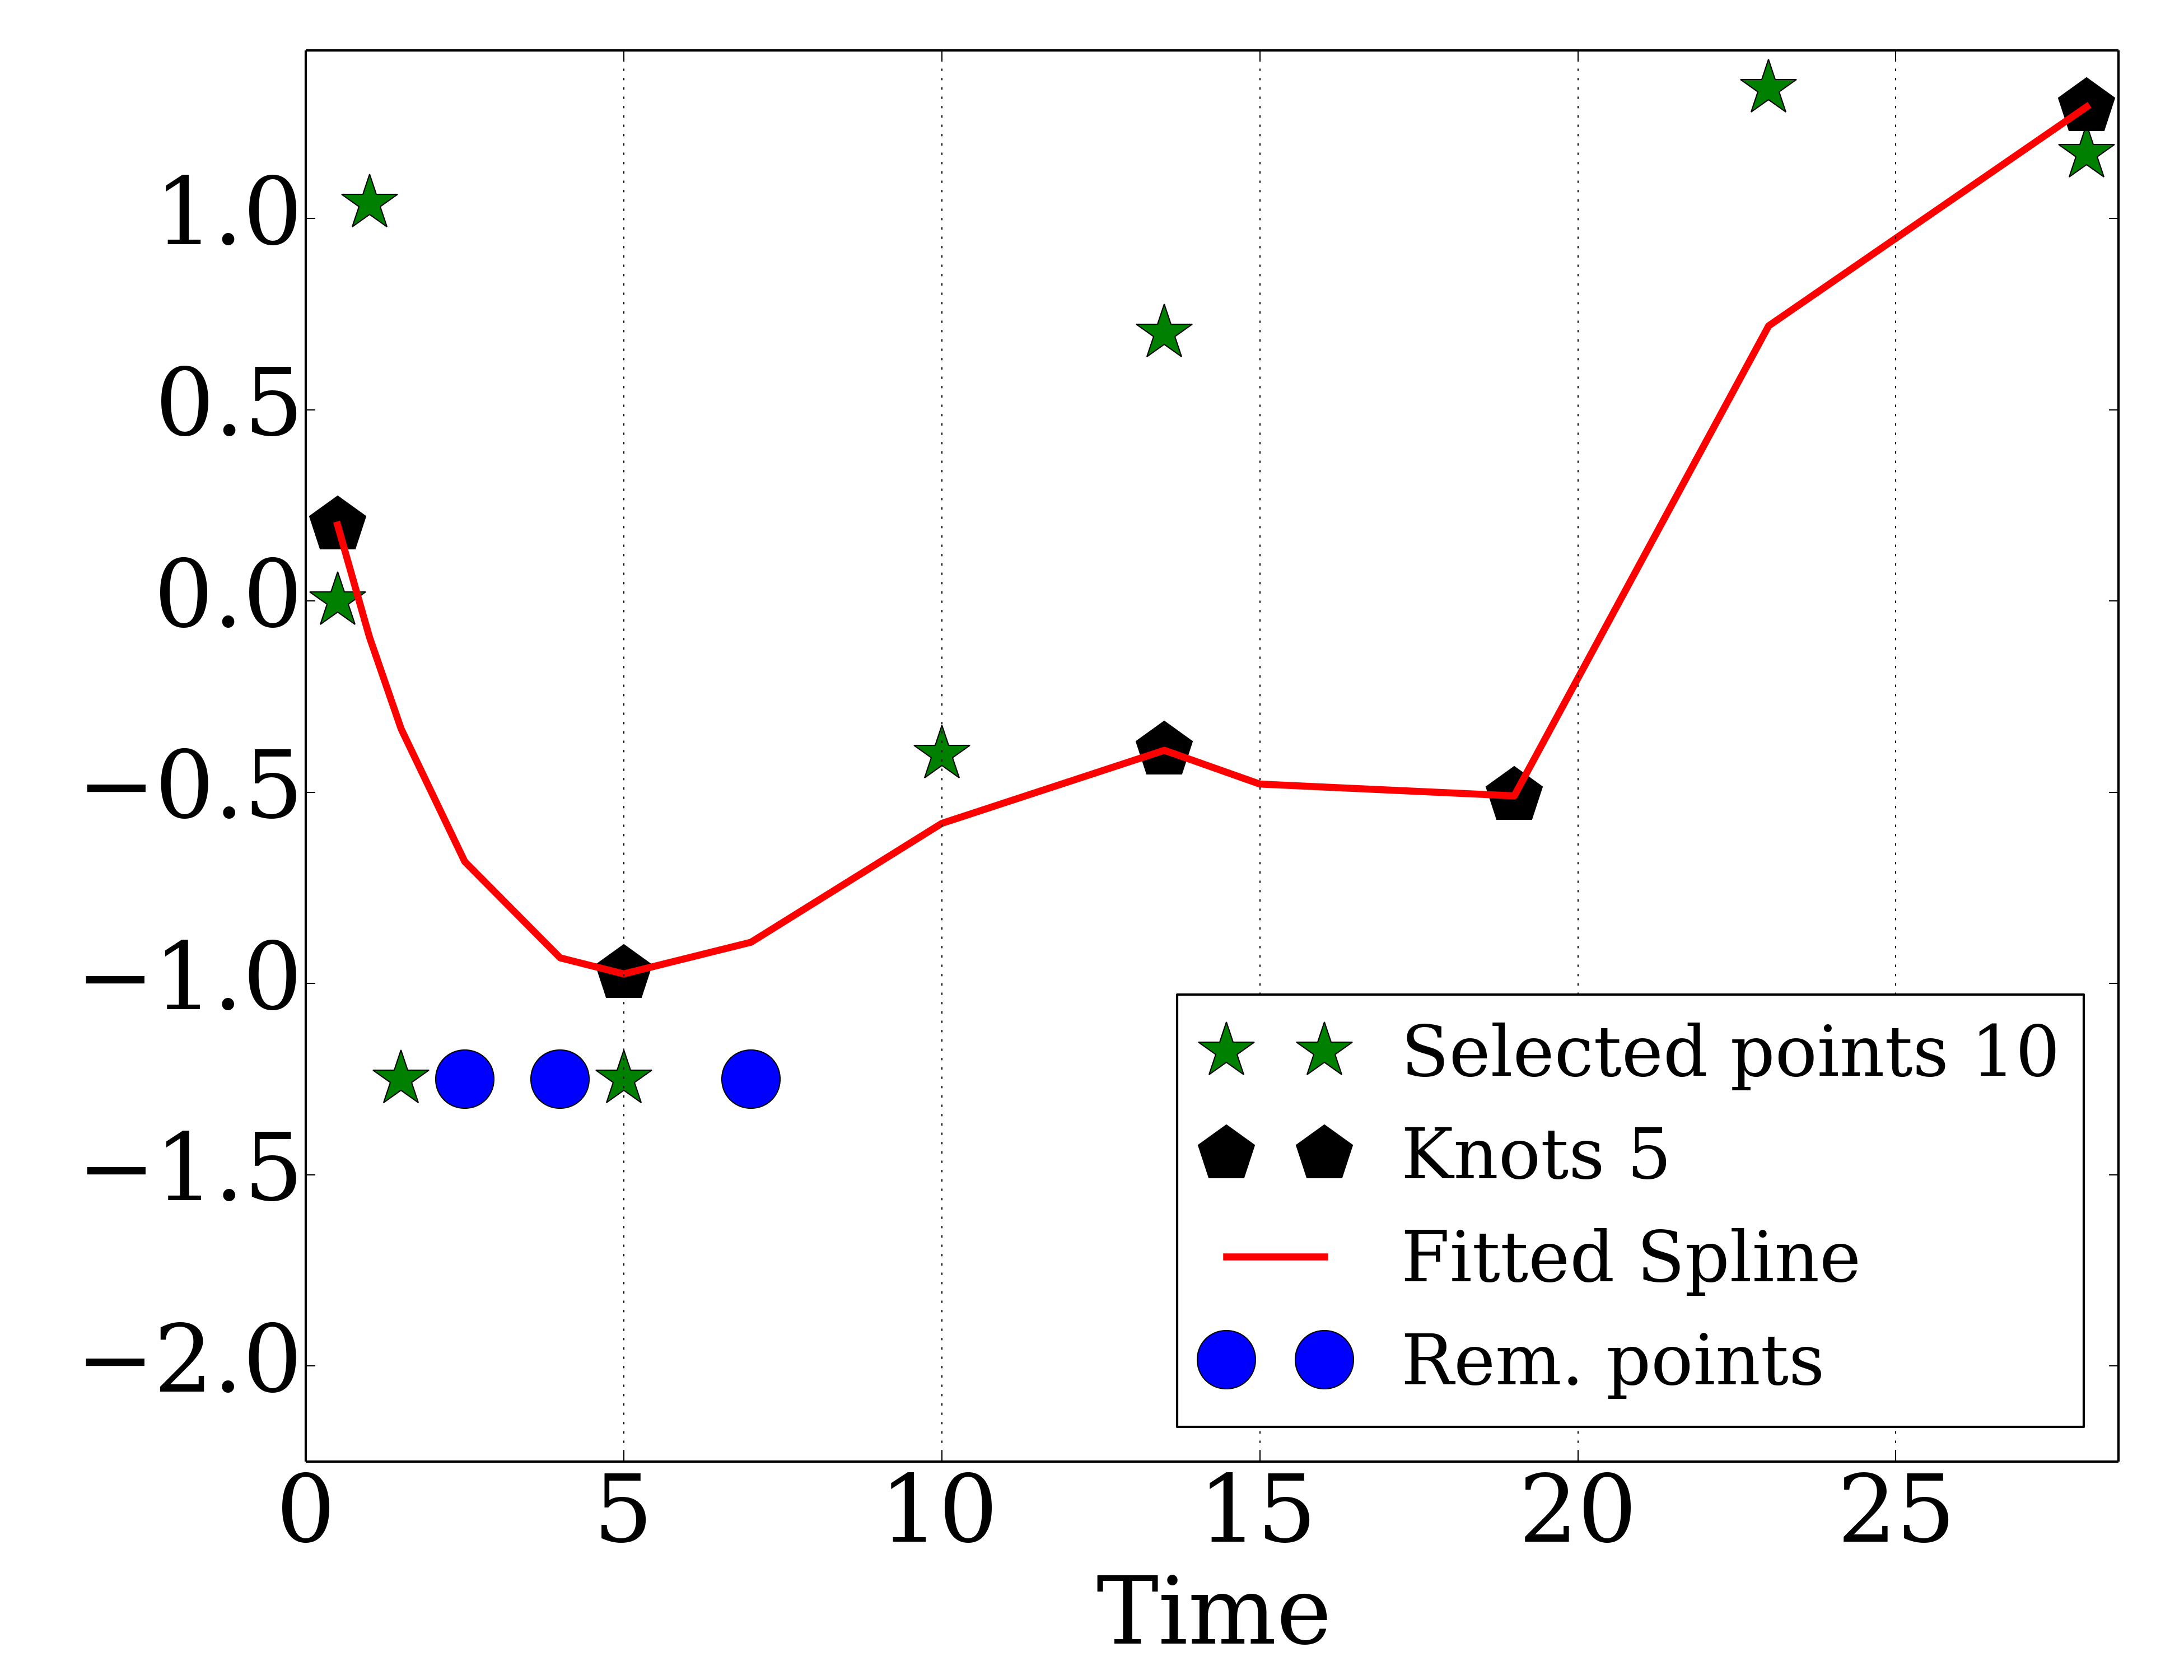 1.0
0.5
0.0
−0.5
−1.0
−1.5
−2.0
Selected points 10
Knots 5
Fitted Spline
Rem. points
0 5 10 15 20 25
Time